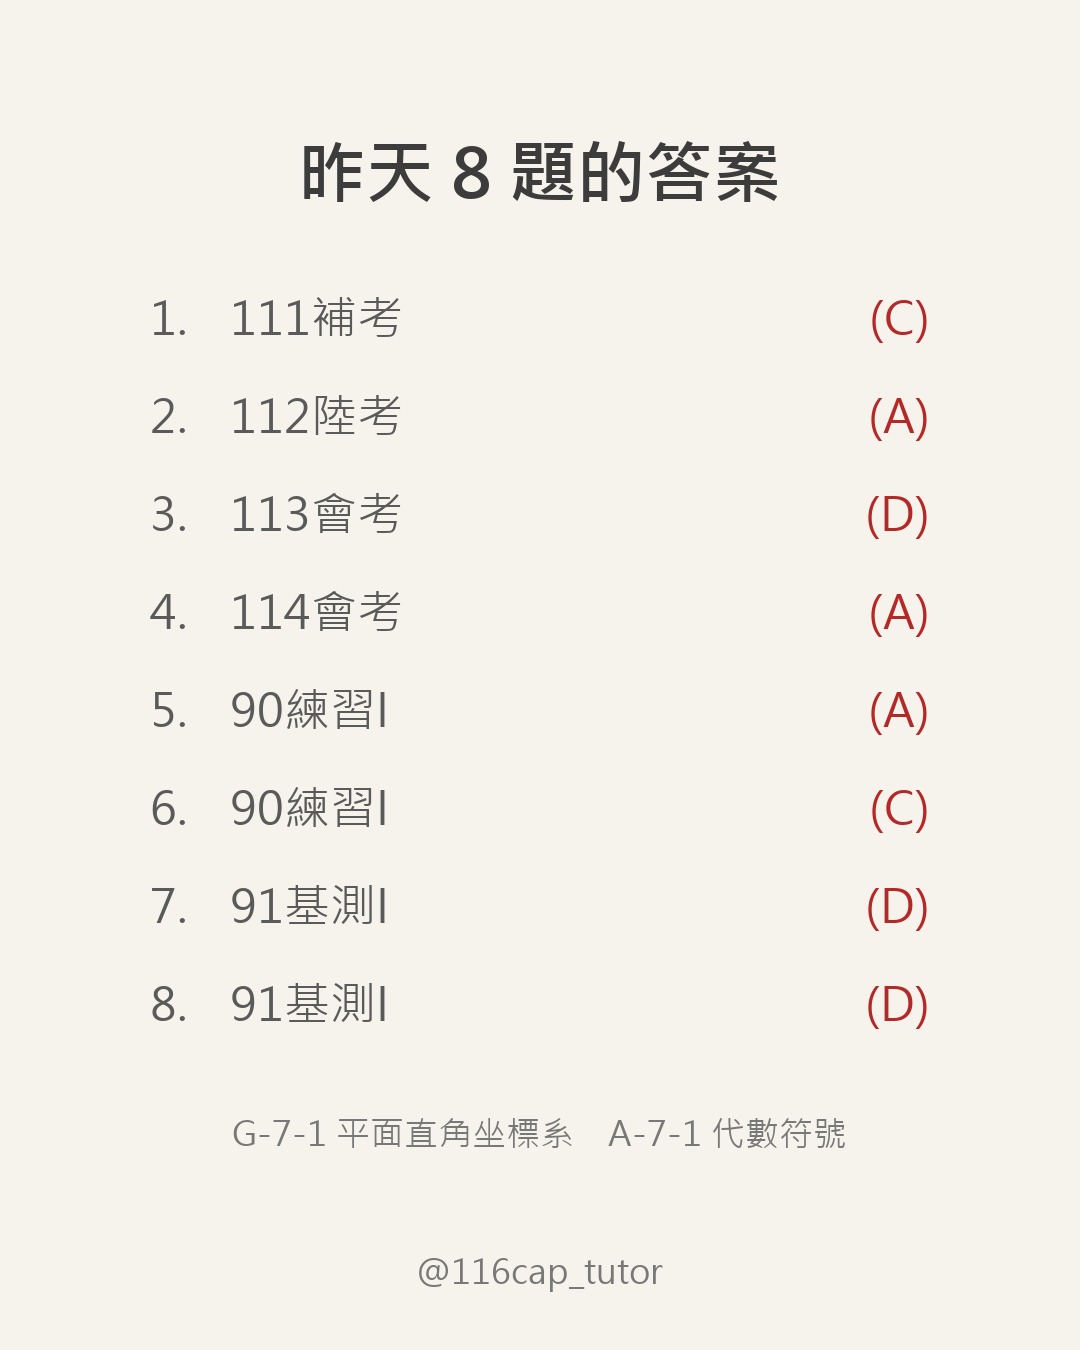 昨天 8 題的答案
1. 111補考 (C)
2. 112陸考 (A)
3. 113會考 (D)
4. 114會考 (A)
5. 90練習I (A)
6. 90練習I (C)
7. 91基測I (D)
8. 91基測I (D)
G-7-1 平面直角坐標系 A-7-1 代數符號
@116cap_tutor